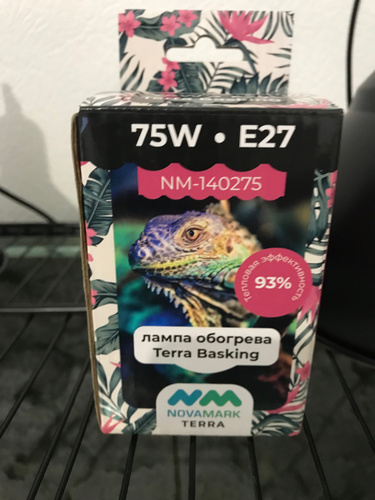 75W • E27
NM-140275
Тепловая эффективность
93%
лампа обогрева
Terra Basking
NM
NOVAMARK
TERRA